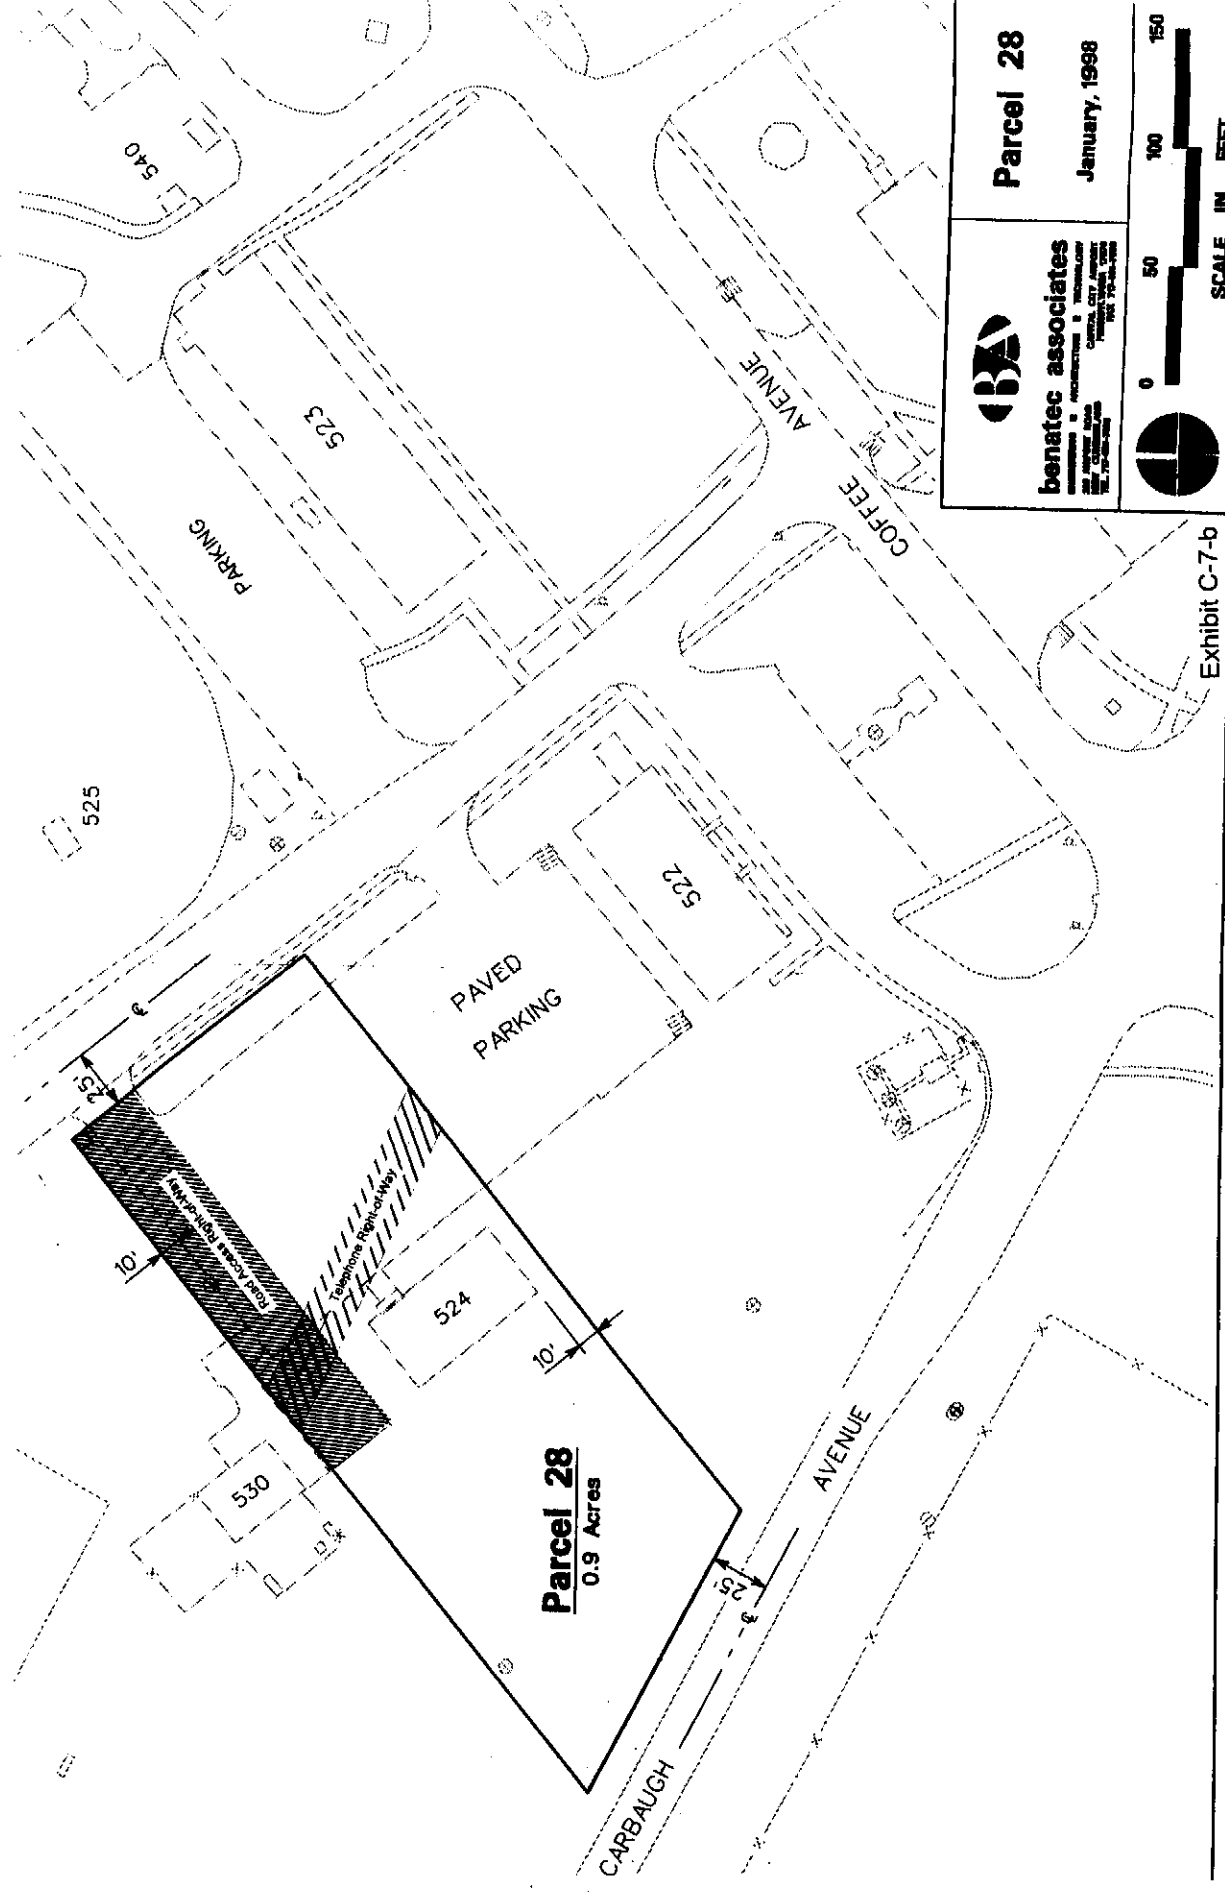 540
523
PARKING
525
AVENUE
COFFEE
522
PAVED
PARKING
25'
10'
Road Access Right-of-Way
Telephone Right-of-Way
524
10'
530
Parcel 28
0.9 Acres
25'
CARBAUGH
AVENUE
benatec associates
Parcel 28
January, 1998
0 50 100 150
SCALE IN FEET
Exhibit C-7-b